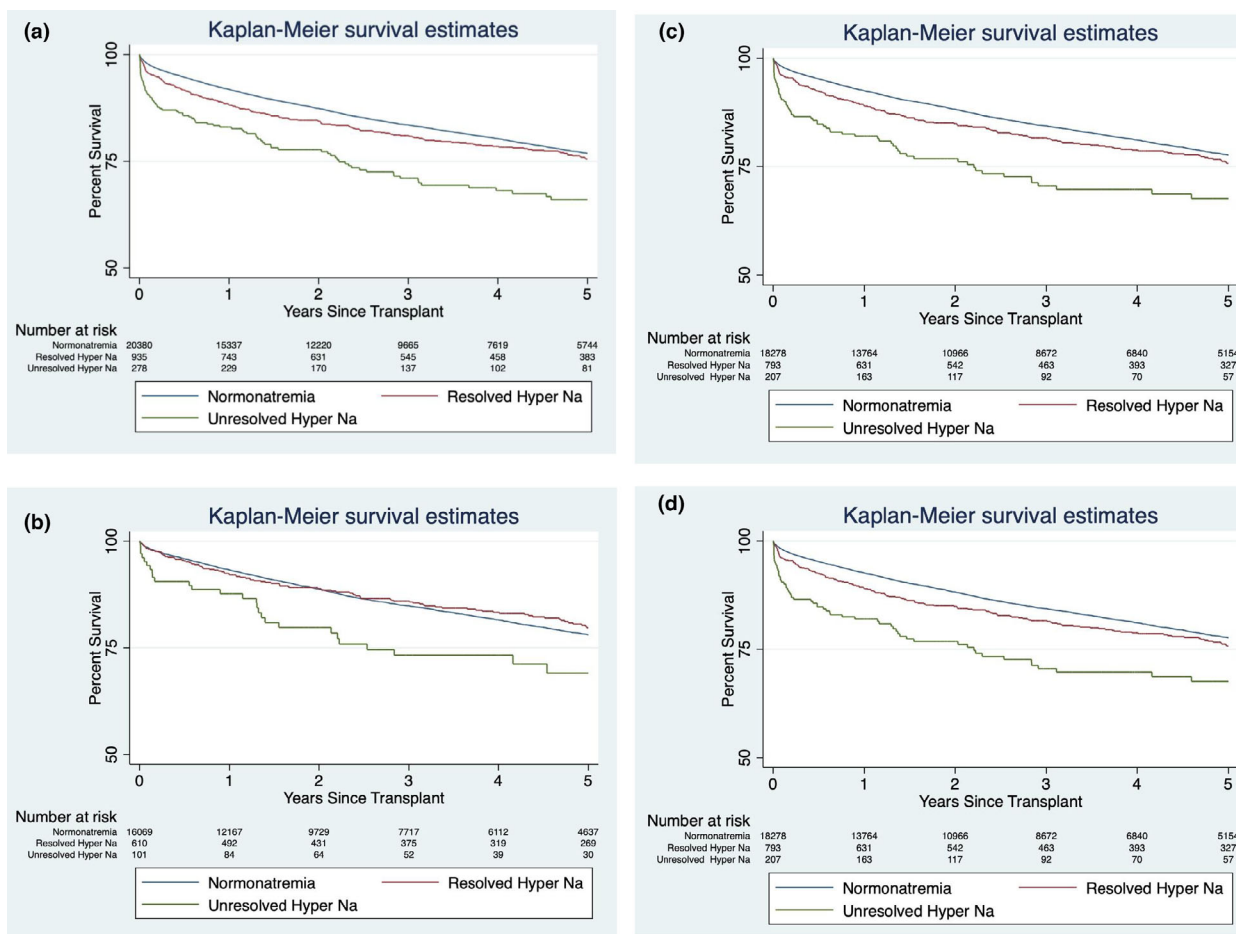 (a)
Kaplan-Meier survival estimates
100
75
50
Percent Survival
0 1 2 3 4 5
Years Since Transplant
Number at risk
Normonatremia 20380 15337 12220 9665 7619 5744
Resolved Hyper Na 935 743 631 545 458 383
Unresolved Hyper Na 278 229 170 137 102 81
Normonatremia Resolved Hyper Na
Unresolved Hyper Na
(c)
Kaplan-Meier survival estimates
100
75
50
Percent Survival
0 1 2 3 4 5
Years Since Transplant
Number at risk
Normonatremia 18278 13764 10966 8672 6840 5154
Resolved Hyper Na 793 631 542 463 393 327
Unresolved Hyper Na 207 163 117 92 70 57
Normonatremia Resolved Hyper Na
Unresolved Hyper Na
(b)
Kaplan-Meier survival estimates
100
75
50
Percent Survival
0 1 2 3 4 5
Years Since Transplant
Number at risk
Normonatremia 16069 12167 9729 7717 6112 4637
Resolved Hyper Na 610 492 431 375 319 269
Unresolved Hyper Na 101 84 64 52 39 30
Normonatremia Resolved Hyper Na
Unresolved Hyper Na
(d)
Kaplan-Meier survival estimates
100
75
50
Percent Survival
0 1 2 3 4 5
Years Since Transplant
Number at risk
Normonatremia 18278 13764 10966 8672 6840 5154
Resolved Hyper Na 793 631 542 463 393 327
Unresolved Hyper Na 207 163 117 92 70 57
Normonatremia Resolved Hyper Na
Unresolved Hyper Na